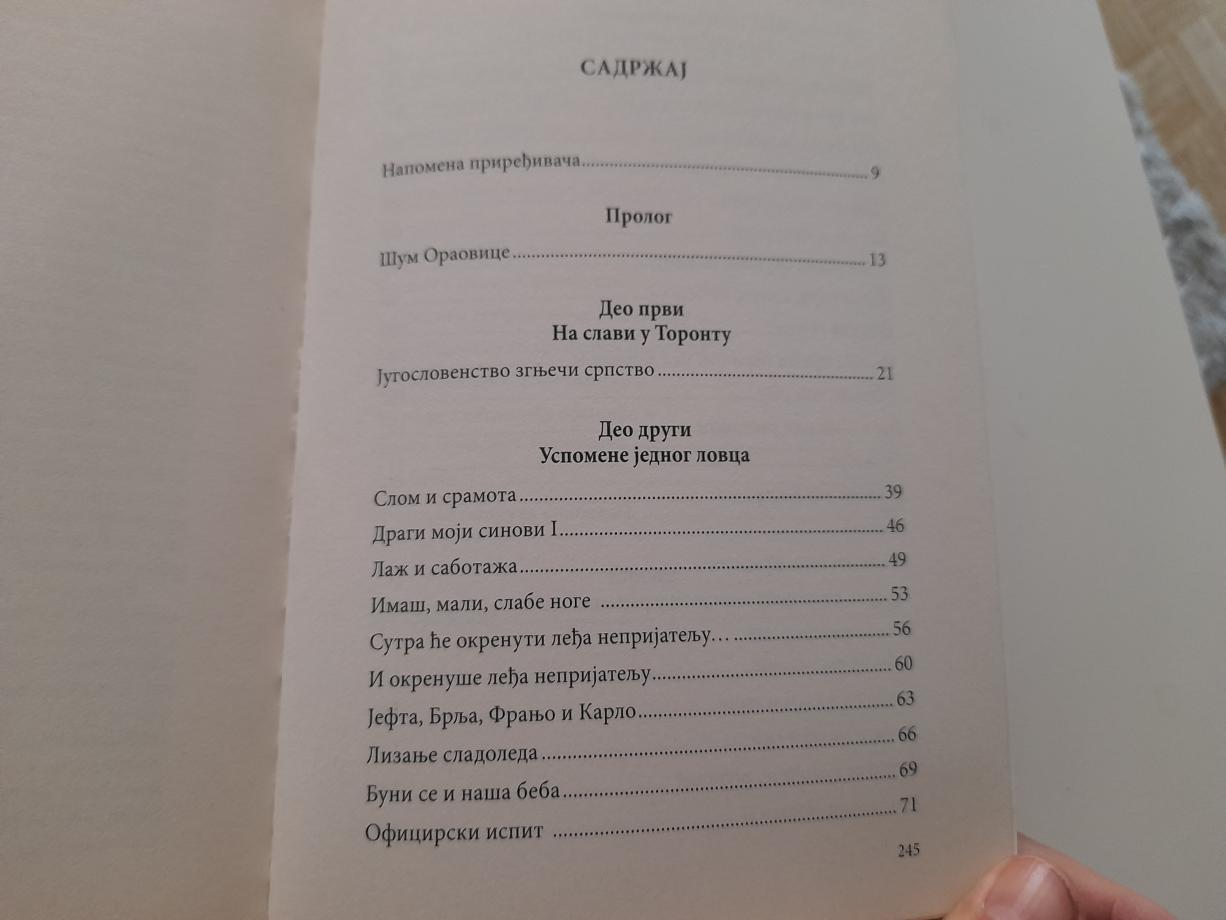 САДРЖАЈ
Напомена приређивача........................................................ 9
Пролог
Шум Ораовице........................................................................ 13
Део први
На слави у Торонту
Југословенство згњечи српство............................................ 21
Део други
Успомене једног ловца
Слом и срамота........................................................................ 39
Драги моји синови I................................................................ 46
Лаж и саботажа........................................................................ 49
Имаш, мали, слабе ноге ........................................................ 53
Сутра ће окренути леђа непријатељу… .............................. 56
И окренуше леђа непријатељу.............................................. 60
Јефта, Брља, Фрањо и Карло.................................................. 63
Лизање сладоледа.................................................................... 66
Буни се и наша беба................................................................ 69
Официрски испит .................................................................... 71
245